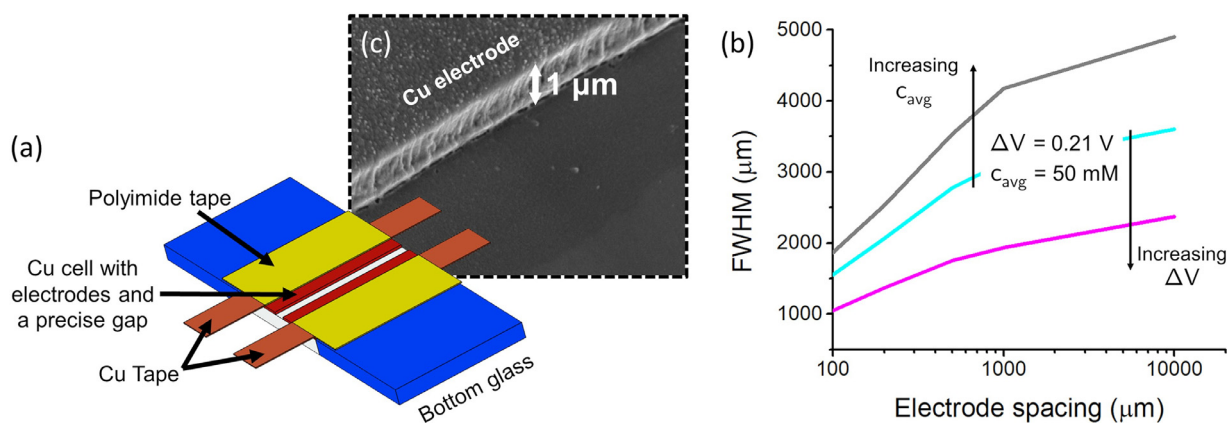 (a)
Polyimide tape
Cu cell with
electrodes and
a precise gap
Cu Tape
Bottom glass
(c)
Cu electrode
1 μm
(b)
FWHM (μm)
5000
4000
3000
2000
1000
Increasing
c_avg
ΔV = 0.21 V
c_avg = 50 mM
Increasing
ΔV
100
1000
10000
Electrode spacing (μm)